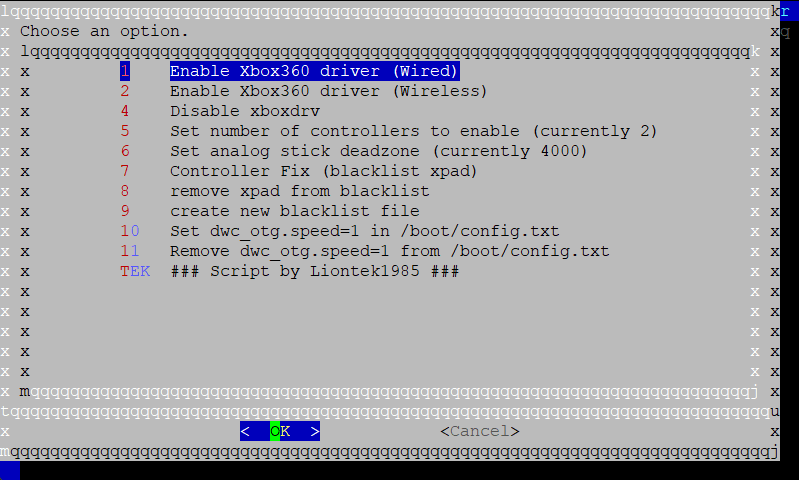 Choose an option.
1 Enable Xbox360 driver (Wired)
2 Enable Xbox360 driver (Wireless)
4 Disable xboxdrv
5 Set number of controllers to enable (currently 2)
6 Set analog stick deadzone (currently 4000)
7 Controller Fix (blacklist xpad)
8 remove xpad from blacklist
9 create new blacklist file
10 Set dwc_otg.speed=1 in /boot/config.txt
11 Remove dwc_otg.speed=1 from /boot/config.txt
TEK ### Script by Liontek1985 ###
< OK > <Cancel>